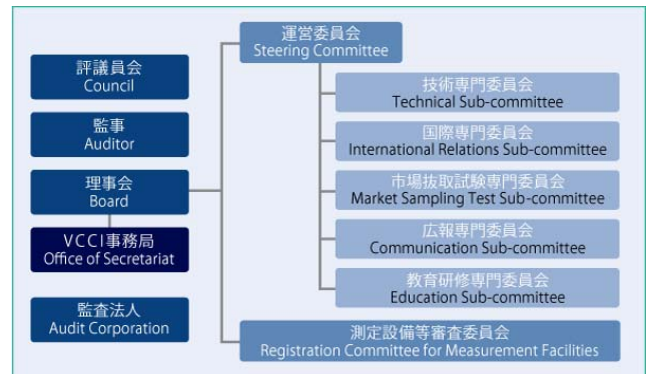 評議員会
Council
監事
Auditor
理事会
Board
VCCI事務局
Office of Secretariat
監査法人
Audit Corporation
運営委員会
Steering Committee
技術専門委員会
Technical Sub-committee
国際専門委員会
International Relations Sub-committee
市場抜取試験専門委員会
Market Sampling Test Sub-committee
広報専門委員会
Communication Sub-committee
教育研修専門委員会
Education Sub-committee
測定設備等審査委員会
Registration Committee for Measurement Facilities